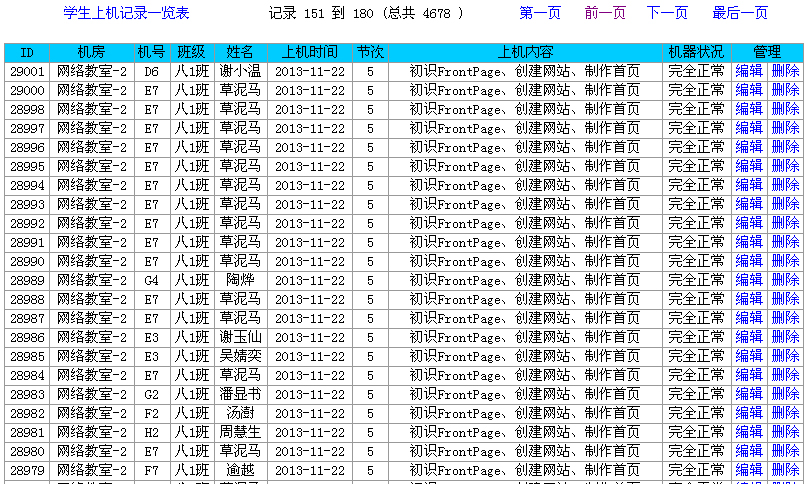 学生上机记录一览表 记录 151 到 180 (总共 4678 ) 第一页 前一页 下一页 最后一页
ID 机房 机号 班级 姓名 上机时间 节次 上机内容 机器状况 管理
29001 网络教室-2 D6 八1班 谢小温 2013-11-22 5 初识FrontPage、创建网站、制作首页 完全正常 编辑 删除
29000 网络教室-2 E7 八1班 草泥马 2013-11-22 5 初识FrontPage、创建网站、制作首页 完全正常 编辑 删除
28998 网络教室-2 E7 八1班 草泥马 2013-11-22 5 初识FrontPage、创建网站、制作首页 完全正常 编辑 删除
28997 网络教室-2 E7 八1班 草泥马 2013-11-22 5 初识FrontPage、创建网站、制作首页 完全正常 编辑 删除
28996 网络教室-2 E7 八1班 草泥马 2013-11-22 5 初识FrontPage、创建网站、制作首页 完全正常 编辑 删除
28995 网络教室-2 E7 八1班 草泥马 2013-11-22 5 初识FrontPage、创建网站、制作首页 完全正常 编辑 删除
28994 网络教室-2 E7 八1班 草泥马 2013-11-22 5 初识FrontPage、创建网站、制作首页 完全正常 编辑 删除
28993 网络教室-2 E7 八1班 草泥马 2013-11-22 5 初识FrontPage、创建网站、制作首页 完全正常 编辑 删除
28992 网络教室-2 E7 八1班 草泥马 2013-11-22 5 初识FrontPage、创建网站、制作首页 完全正常 编辑 删除
28991 网络教室-2 E7 八1班 草泥马 2013-11-22 5 初识FrontPage、创建网站、制作首页 完全正常 编辑 删除
28990 网络教室-2 E7 八1班 草泥马 2013-11-22 5 初识FrontPage、创建网站、制作首页 完全正常 编辑 删除
28989 网络教室-2 G4 八1班 陶烨 2013-11-22 5 初识FrontPage、创建网站、制作首页 完全正常 编辑 删除
28988 网络教室-2 E7 八1班 草泥马 2013-11-22 5 初识FrontPage、创建网站、制作首页 完全正常 编辑 删除
28987 网络教室-2 E7 八1班 草泥马 2013-11-22 5 初识FrontPage、创建网站、制作首页 完全正常 编辑 删除
28986 网络教室-2 E3 八1班 谢玉仙 2013-11-22 5 初识FrontPage、创建网站、制作首页 完全正常 编辑 删除
28985 网络教室-2 E3 八1班 吴婧奕 2013-11-22 5 初识FrontPage、创建网站、制作首页 完全正常 编辑 删除
28984 网络教室-2 E7 八1班 草泥马 2013-11-22 5 初识FrontPage、创建网站、制作首页 完全正常 编辑 删除
28983 网络教室-2 G2 八1班 潘显书 2013-11-22 5 初识FrontPage、创建网站、制作首页 完全正常 编辑 删除
28982 网络教室-2 F2 八1班 汤澍 2013-11-22 5 初识FrontPage、创建网站、制作首页 完全正常 编辑 删除
28981 网络教室-2 H2 八1班 周慧生 2013-11-22 5 初识FrontPage、创建网站、制作首页 完全正常 编辑 删除
28980 网络教室-2 E7 八1班 草泥马 2013-11-22 5 初识FrontPage、创建网站、制作首页 完全正常 编辑 删除
28979 网络教室-2 F7 八1班 逾越 2013-11-22 5 初识FrontPage、创建网站、制作首页 完全正常 编辑 删除